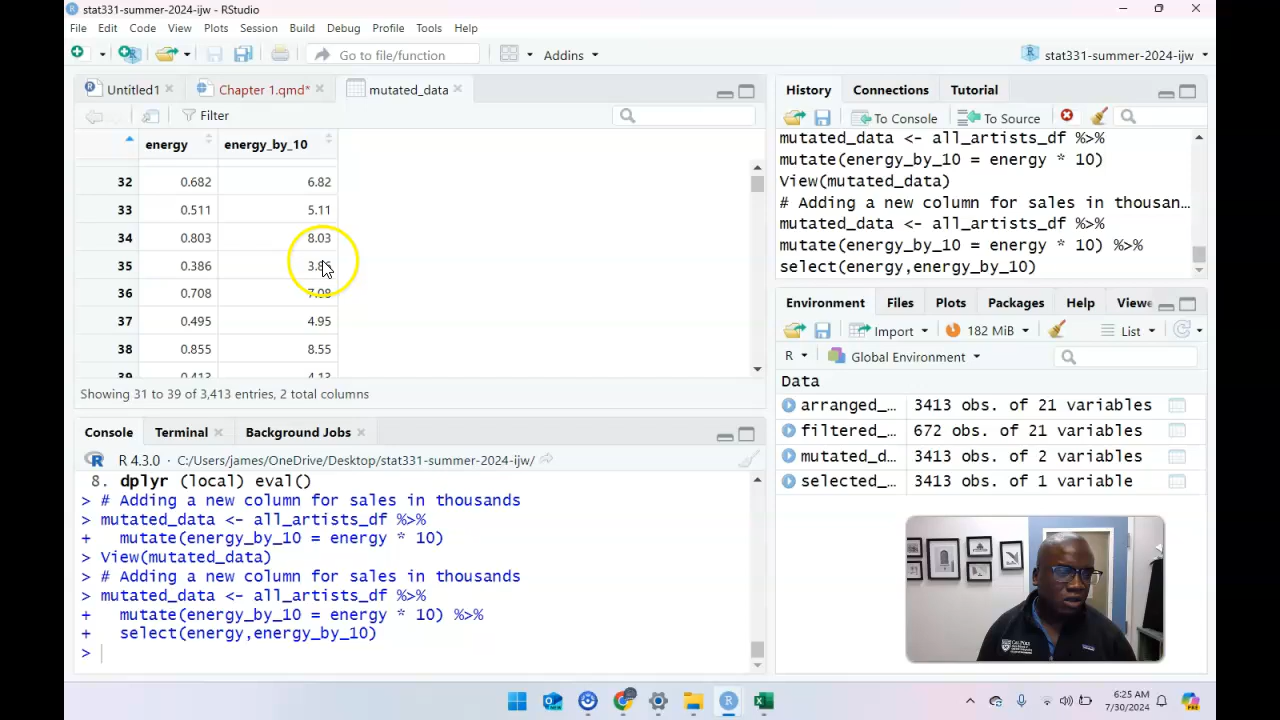 stat331-summer-2024-ijw - RStudio
File Edit Code View Plots Session Build Debug Profile Tools Help
Go to file/function Addins stat331-summer-2024-ijw
Untitled1 Chapter 1.qmd* mutated_data
Filter
energy energy_by_10
32 0.682 6.82
33 0.511 5.11
34 0.803 8.03
35 0.386
36 0.708 7.08
37 0.495 4.95
38 0.855 8.55
39 0.413 4.13
Showing 31 to 39 of 3,413 entries, 2 total columns
Console Terminal Background Jobs
R 4.3.0 · C:/Users/james/OneDrive/Desktop/stat331-summer-2024-ijw/
8. dplyr (local) eval()
> # Adding a new column for sales in thousands
> mutated_data <- all_artists_df %>%
+ mutate(energy_by_10 = energy * 10)
> View(mutated_data)
> # Adding a new column for sales in thousands
> mutated_data <- all_artists_df %>%
+ mutate(energy_by_10 = energy * 10) %>%
+ select(energy,energy_by_10)
>
History Connections Tutorial
To Console To Source
mutated_data <- all_artists_df %>%
mutate(energy_by_10 = energy * 10)
View(mutated_data)
# Adding a new column for sales in thousan…
mutated_data <- all_artists_df %>%
mutate(energy_by_10 = energy * 10) %>%
select(energy,energy_by_10)
Environment Files Plots Packages Help Viewe
Import 182 MiB List
R Global Environment
Data
arranged_… 3413 obs. of 21 variables
filtered_… 672 obs. of 21 variables
mutated_d… 3413 obs. of 2 variables
selected_… 3413 obs. of 1 variable
CAL POLY
6:25 AM
7/30/2024